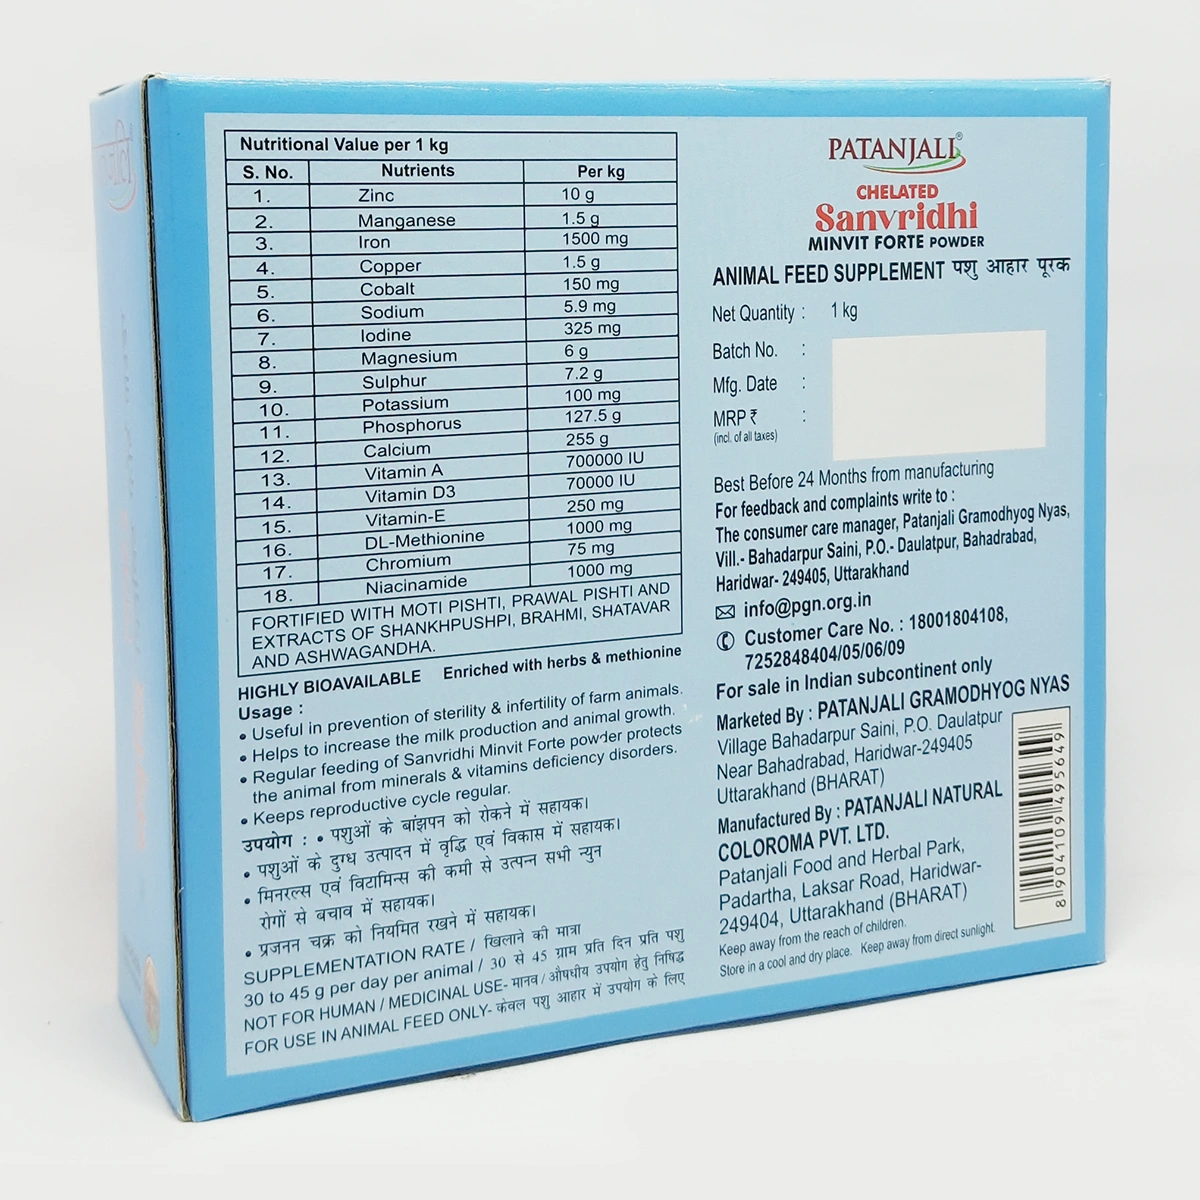 Nutritional Value per 1 kg
S. No. Nutrients Per kg
1. Zinc 10 g
2. Manganese 1.5 g
3. Iron 1500 mg
4. Copper 1.5 g
5. Cobalt 150 mg
6. Sodium 5.9 mg
7. Iodine 325 mg
8. Magnesium 6 g
9. Sulphur 7.2 g
10. Potassium 100 mg
11. Phosphorus 127.5 g
12. Calcium 255 g
13. Vitamin A 700000 IU
14. Vitamin D3 70000 IU
15. Vitamin-E 250 mg
16. DL-Methionine 1000 mg
17. Chromium 75 mg
18. Niacinamide 1000 mg
FORTIFIED WITH MOTI PISHTI, PRAWAL PISHTI AND
EXTRACTS OF SHANKHPUSHPI, BRAHMI, SHATAVAR
AND ASHWAGANDHA.
HIGHLY BIOAVAILABLE Enriched with herbs & methionine
Usage :
• Useful in prevention of sterility & infertility of farm animals.
• Helps to increase the milk production and animal growth.
• Regular feeding of Sanvridhi Minvit Forte powder protects
the animal from minerals & vitamins deficiency disorders.
• Keeps reproductive cycle regular.
उपयोग : • पशुओं के बांझपन को रोकने में सहायक।
• पशुओं के दुग्ध उत्पादन में वृद्धि एवं विकास में सहायक।
• मिनरल्स एवं विटामिन्स की कमी से उत्पन्न सभी न्युन
रोगों से बचाव में सहायक।
• प्रजनन चक्र को नियमित रखने में सहायक।
SUPPLEMENTATION RATE / खिलाने की मात्रा
30 to 45 g per day per animal / 30 से 45 ग्राम प्रति दिन प्रति पशु
NOT FOR HUMAN / MEDICINAL USE- मानव / औषधीय उपयोग हेतु निषिद्ध
FOR USE IN ANIMAL FEED ONLY- केवल पशु आहार में उपयोग के लिए
PATANJALI®
CHELATED
Sanvridhi
MINVIT FORTE POWDER
ANIMAL FEED SUPPLEMENT पशु आहार पूरक
Net Quantity : 1 kg
Batch No. :
Mfg. Date :
MRP ₹ :
(incl. of all taxes)
Best Before 24 Months from manufacturing
For feedback and complaints write to :
The consumer care manager, Patanjali Gramodhyog Nyas,
Vill.- Bahadarpur Saini, P.O.- Daulatpur, Bahadrabad,
Haridwar- 249405, Uttarakhand
info@pgn.org.in
Customer Care No. : 18001804108,
7252848404/05/06/09
For sale in Indian subcontinent only
Marketed By : PATANJALI GRAMODHYOG NYAS
Village Bahadarpur Saini, P.O. Daulatpur
Near Bahadrabad, Haridwar-249405
Uttarakhand (BHARAT)
Manufactured By : PATANJALI NATURAL
COLOROMA PVT. LTD.
Patanjali Food and Herbal Park,
Padartha, Laksar Road, Haridwar-
249404, Uttarakhand (BHARAT)
Keep away from the reach of children.
Store in a cool and dry place. Keep away from direct sunlight.
8904109495649